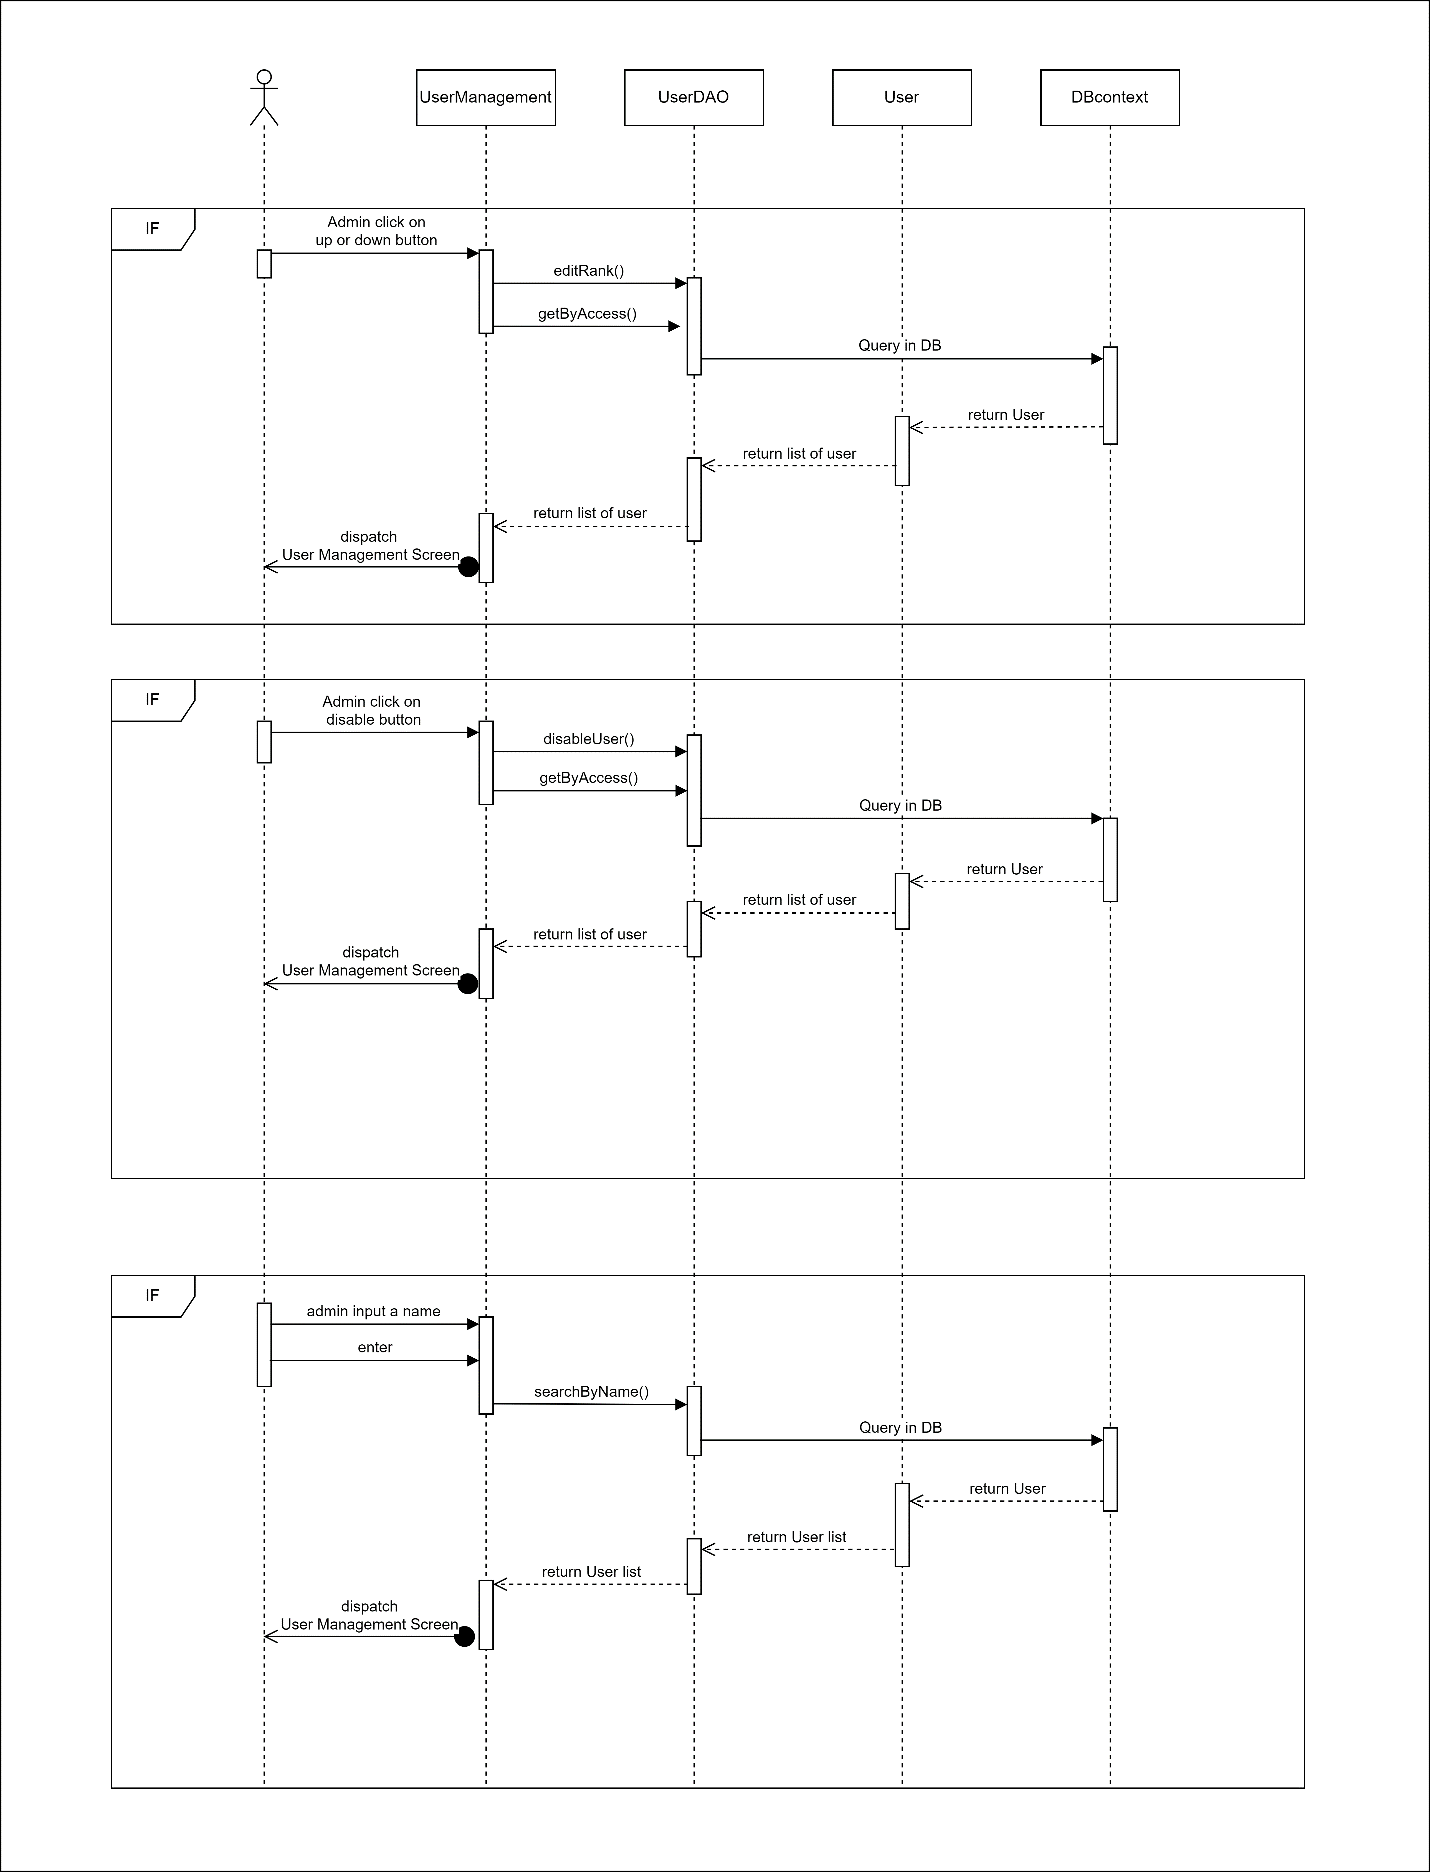 UserManagement
UserDAO
User
DBcontext
IF
Admin click on
up or down button
editRank()
getByAccess()
Query in DB
return User
return list of user
return list of user
dispatch
User Management Screen
IF
Admin click on
disable button
disableUser()
getByAccess()
Query in DB
return User
return list of user
return list of user
dispatch
User Management Screen
IF
admin input a name
enter
searchByName()
Query in DB
return User
return User list
return User list
dispatch
User Management Screen